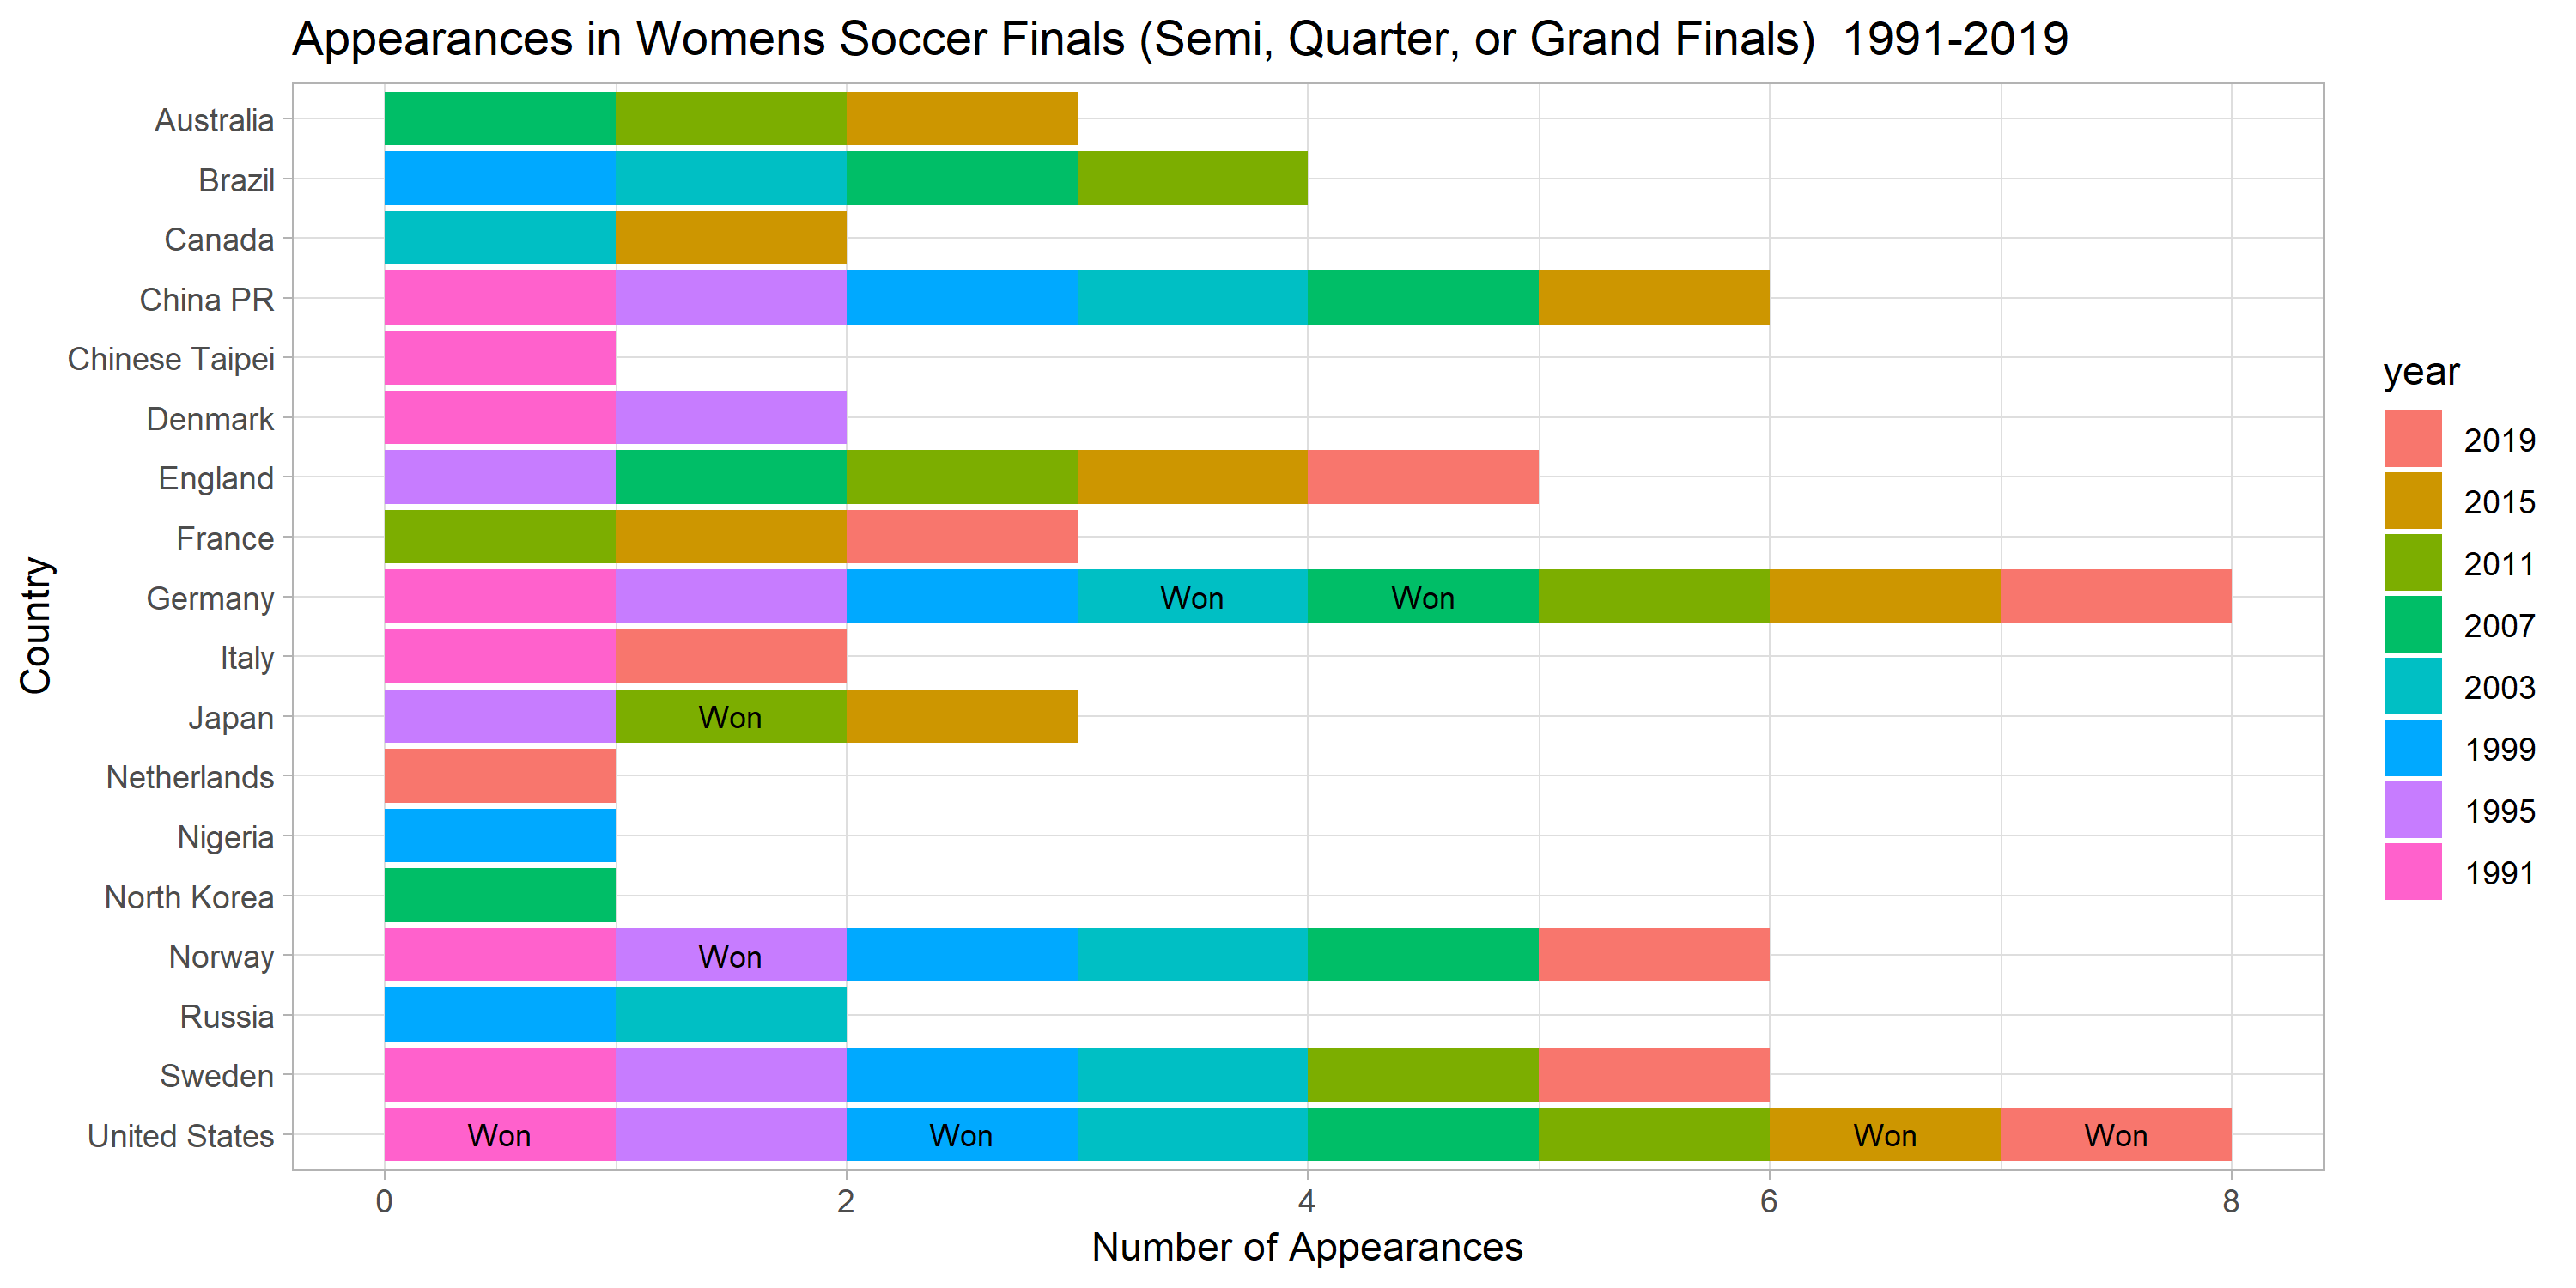 Appearances in Womens Soccer Finals (Semi, Quarter, or Grand Finals)  1991-2019
Country
Australia
Brazil
Canada
China PR
Chinese Taipei
Denmark
England
France
Germany Won Won
Italy
Japan Won
Netherlands
Nigeria
North Korea
Norway Won
Russia
Sweden
United States Won Won Won Won
0 2 4 6 8
Number of Appearances
year
2019
2015
2011
2007
2003
1999
1995
1991